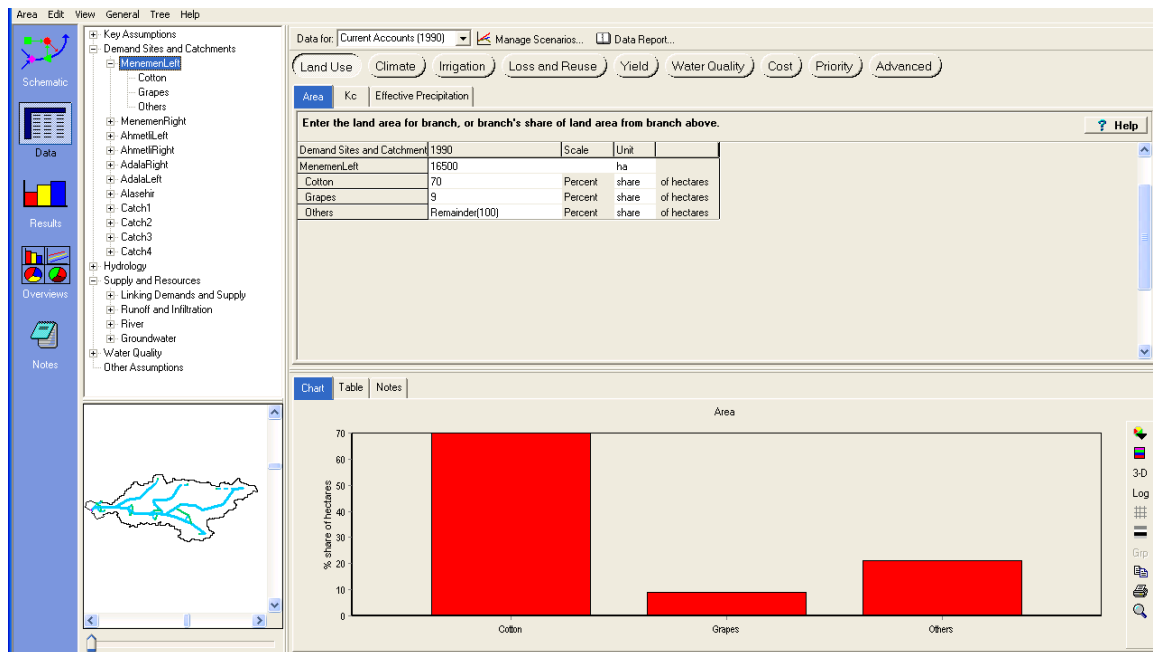 Area Edit View General Tree Help
Schematic
Data
Results
Overviews
Notes
Key Assumptions
Demand Sites and Catchments
MenemenLeft
Cotton
Grapes
Others
MenemenRight
AhmetliLeft
AhmetliRight
AdalaRight
AdalaLeft
Alasehir
Catch1
Catch2
Catch3
Catch4
Hydrology
Supply and Resources
Linking Demands and Supply
Runoff and Infiltration
River
Groundwater
Water Quality
Other Assumptions
Data for: Current Accounts (1990) Manage Scenarios... Data Report...
Land Use Climate Irrigation Loss and Reuse Yield Water Quality Cost Priority Advanced
Area Kc Effective Precipitation
Enter the land area for branch, or branch's share of land area from branch above.
? Help
Demand Sites and Catchment 1990 Scale Unit
MenemenLeft 16500 ha
Cotton 70 Percent share of hectares
Grapes 9 Percent share of hectares
Others Remainder(100) Percent share of hectares
Chart Table Notes
Area
% share of hectares
70
60
50
40
30
20
10
0
Cotton Grapes Others
3-D
Log
Grp